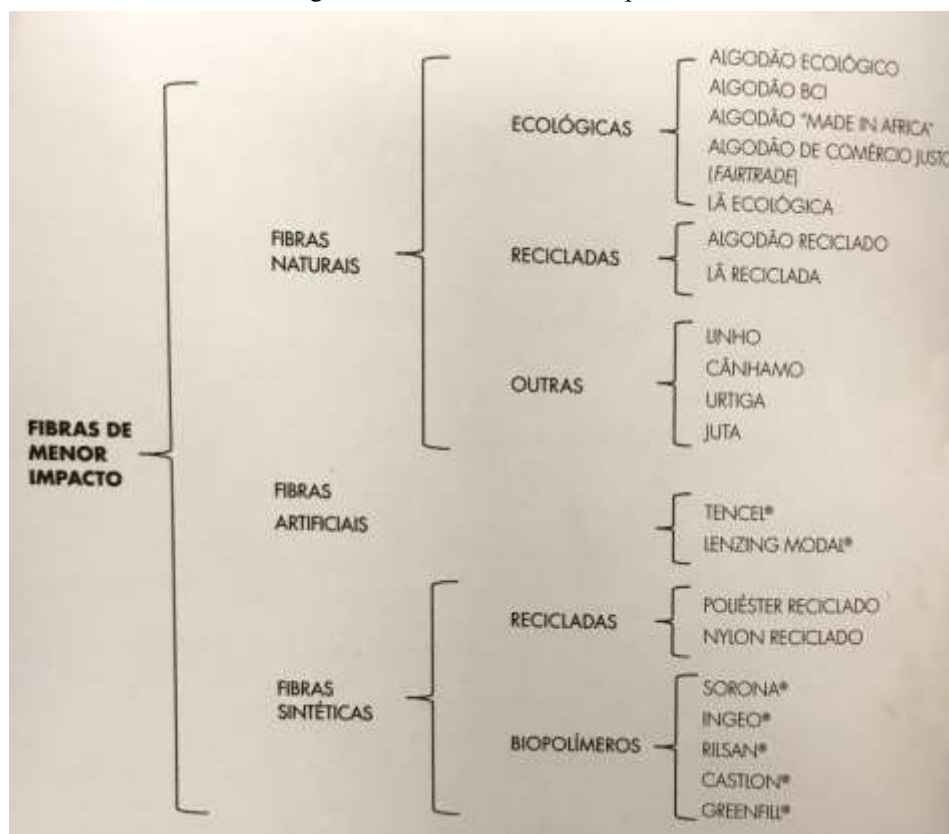 FIBRAS DE
MENOR
IMPACTO
FIBRAS
NATURAIS
ECOLÓGICAS
ALGODÃO ECOLÓGICO
ALGODÃO BCI
ALGODÃO "MADE IN AFRICA"
ALGODÃO DE COMÉRCIO JUSTO
(FAIRTRADE)
LÃ ECOLÓGICA
RECICLADAS
ALGODÃO RECICLADO
LÃ RECICLADA
OUTRAS
LINHO
CÂNHAMO
URTIGA
JUTA
FIBRAS
ARTIFICIAIS
TENCEL®
LENZING MODAL®
FIBRAS
SINTÉTICAS
RECICLADAS
POLIÉSTER RECICLADO
NYLON RECICLADO
BIOPOLÍMEROS
SORONA®
INGEO®
RILSAN®
CASTLON®
GREENFILL®